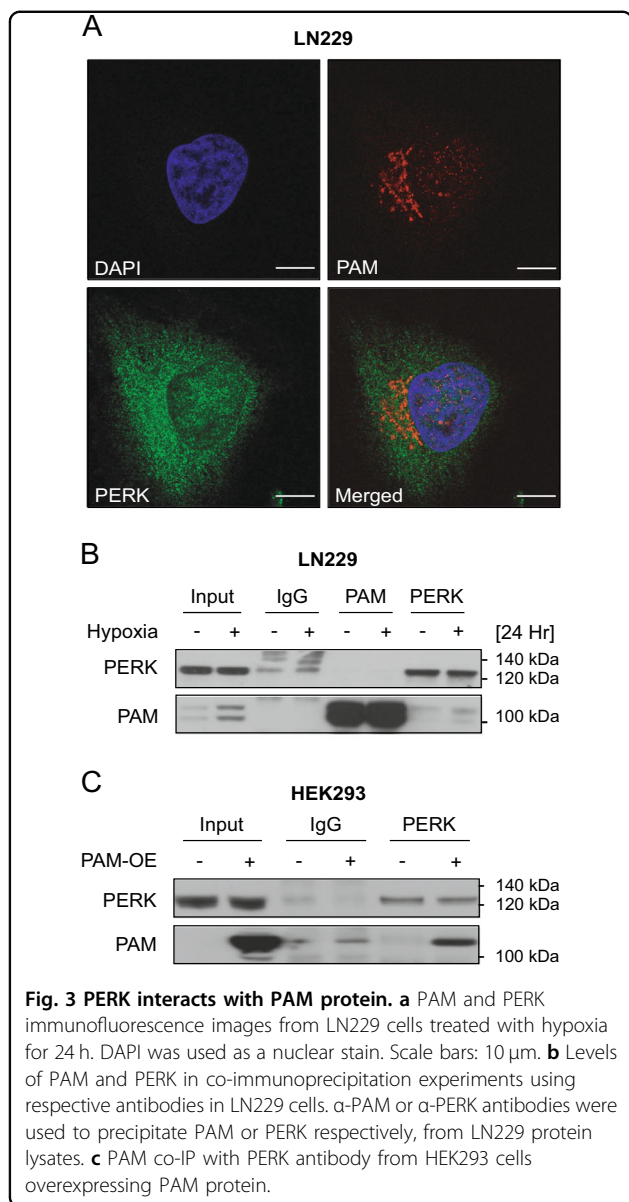 A
LN229
DAPI
PAM
PERK
Merged
B
LN229
Input IgG PAM PERK
Hypoxia - + - + - + - + [24 Hr]
PERK
140 kDa
120 kDa
PAM
100 kDa
C
HEK293
Input IgG PERK
PAM-OE - + - + - +
PERK
140 kDa
120 kDa
PAM
100 kDa
Fig. 3 PERK interacts with PAM protein. a PAM and PERK
immunofluorescence images from LN229 cells treated with hypoxia
for 24 h. DAPI was used as a nuclear stain. Scale bars: 10 μm. b Levels
of PAM and PERK in co-immunoprecipitation experiments using
respective antibodies in LN229 cells. α-PAM or α-PERK antibodies were
used to precipitate PAM or PERK respectively, from LN229 protein
lysates. c PAM co-IP with PERK antibody from HEK293 cells
overexpressing PAM protein.